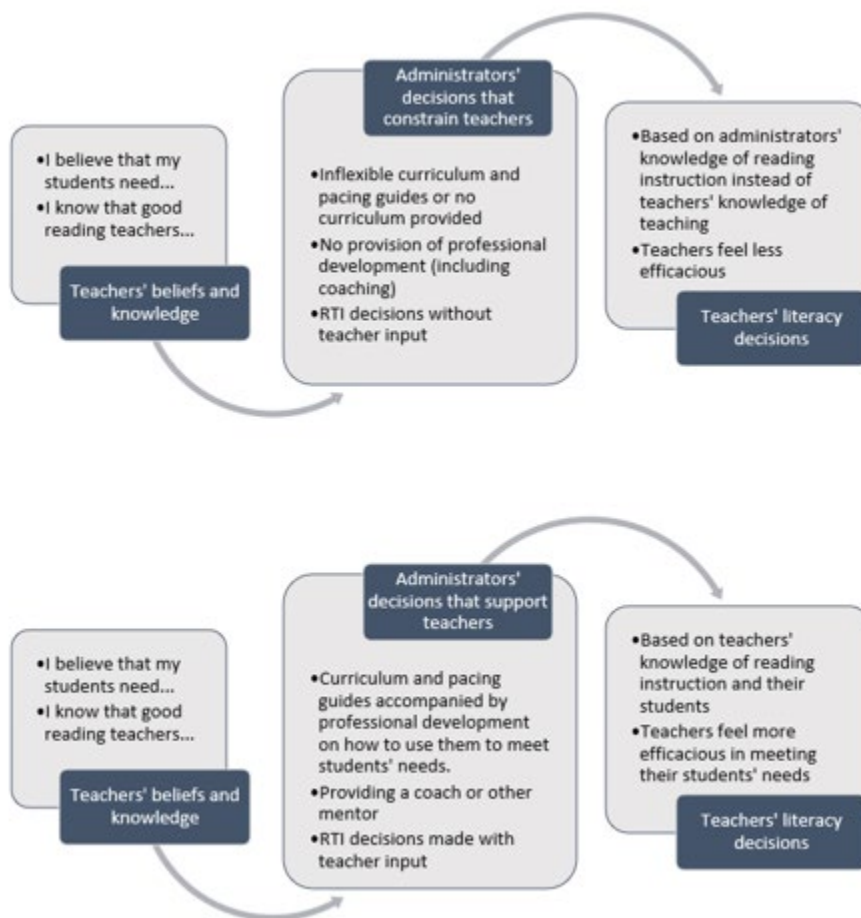 Administrators'
decisions that
constrain teachers
•I believe that my
students need...
•I know that good
reading teachers...
Teachers' beliefs and
knowledge
•Inflexible curriculum and
pacing guides or no
curriculum provided
•No provision of professional
development (including
coaching)
•RTI decisions without
teacher input
•Based on administrators'
knowledge of reading
instruction instead of
teachers' knowledge of
teaching
•Teachers feel less
efficacious
Teachers' literacy
decisions
Administrators'
decisions that support
teachers
•I believe that my
students need...
•I know that good
reading teachers...
Teachers' beliefs and
knowledge
•Curriculum and pacing
guides accompanied by
professional development
on how to use them to meet
students' needs.
•Providing a coach or other
mentor
•RTI decisions made with
teacher input
•Based on teachers'
knowledge of reading
instruction and their
students
•Teachers feel more
efficacious in meeting
their students' needs
Teachers' literacy
decisions